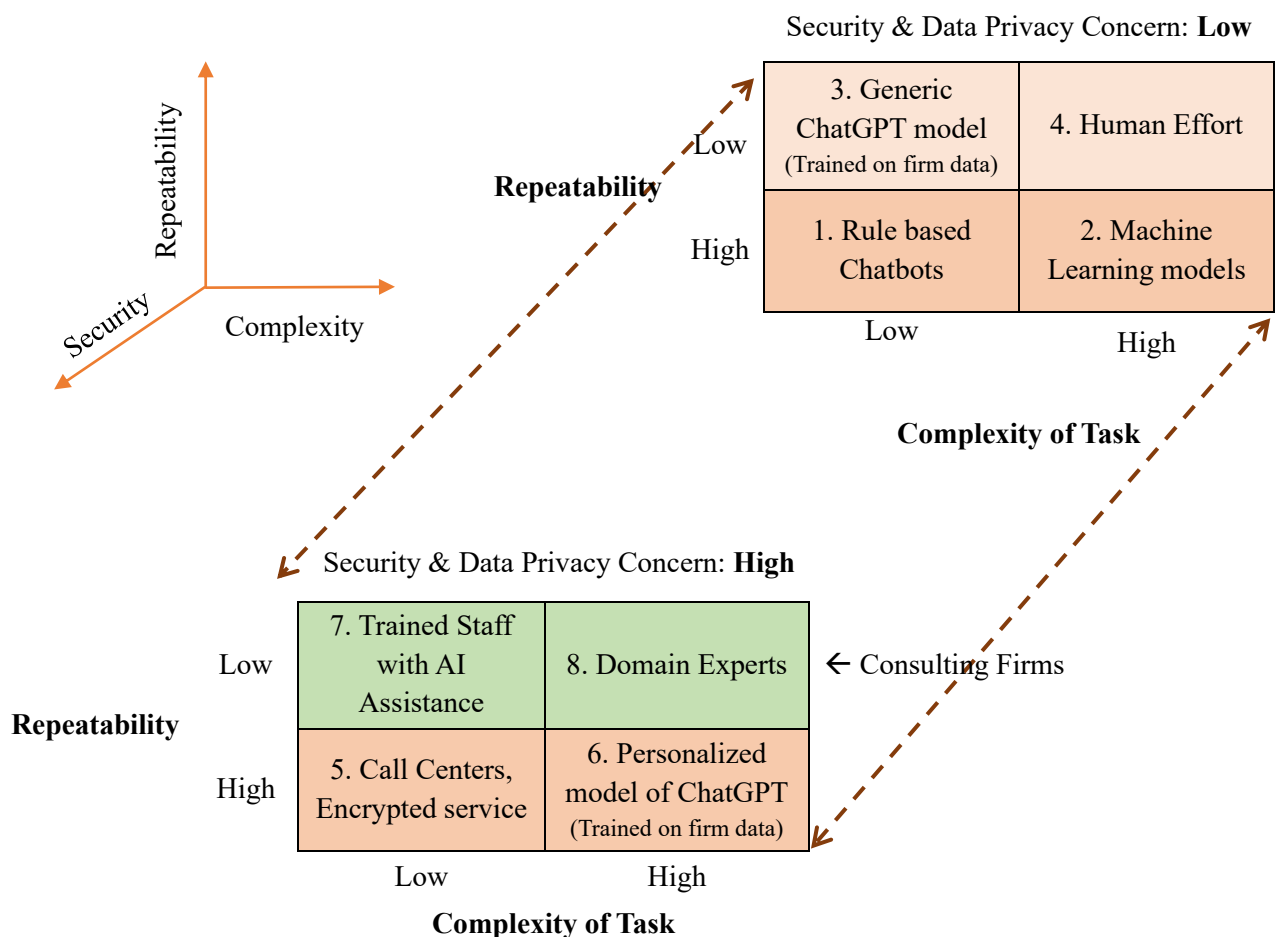 Security & Data Privacy Concern: Low
Repeatability
Security
Complexity
Repeatability
Low
High
3. Generic
ChatGPT model
(Trained on firm data)
4. Human Effort
1. Rule based
Chatbots
2. Machine
Learning models
Low
High
Complexity of Task
Security & Data Privacy Concern: High
Repeatability
Low
High
7. Trained Staff
with AI
Assistance
8. Domain Experts
← Consulting Firms
5. Call Centers,
Encrypted service
6. Personalized
model of ChatGPT
(Trained on firm data)
Low
High
Complexity of Task